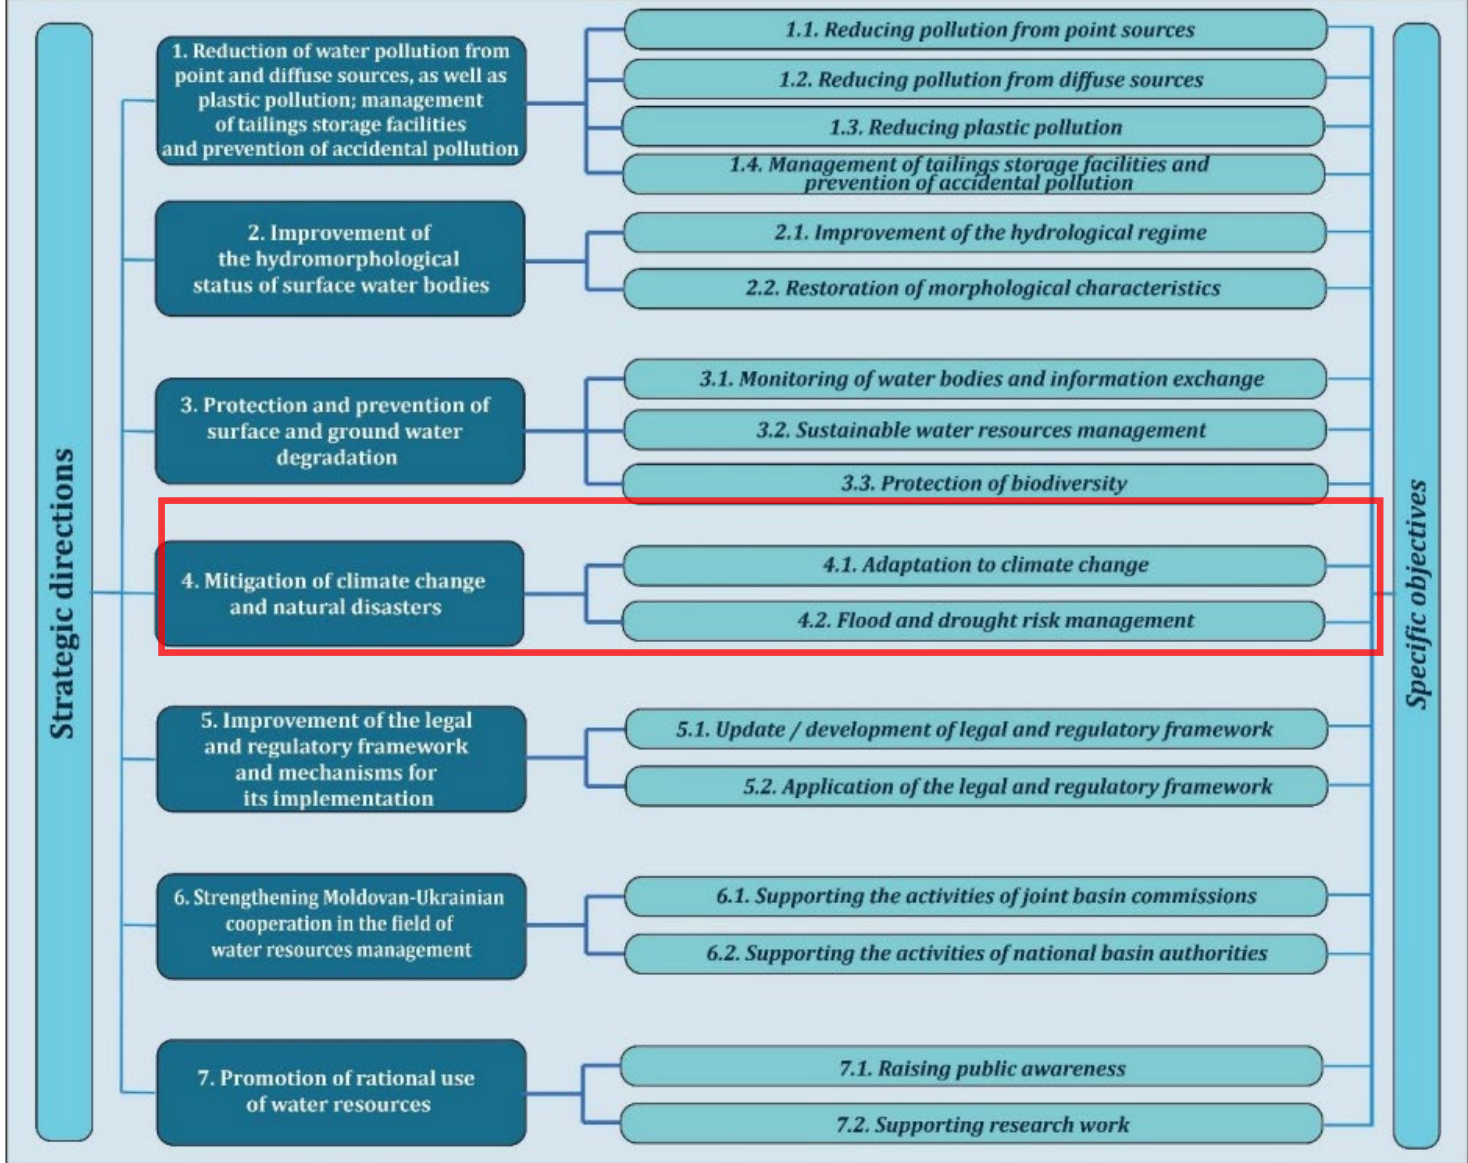 Strategic directions
1. Reduction of water pollution from
point and diffuse sources, as well as
plastic pollution; management
of tailings storage facilities
and prevention of accidental pollution
1.1. Reducing pollution from point sources
1.2. Reducing pollution from diffuse sources
1.3. Reducing plastic pollution
1.4. Management of tailings storage facilities and
prevention of accidental pollution
2. Improvement of
the hydromorphological
status of surface water bodies
2.1. Improvement of the hydrological regime
2.2. Restoration of morphological characteristics
3. Protection and prevention of
surface and ground water
degradation
3.1. Monitoring of water bodies and information exchange
3.2. Sustainable water resources management
3.3. Protection of biodiversity
4. Mitigation of climate change
and natural disasters
4.1. Adaptation to climate change
4.2. Flood and drought risk management
5. Improvement of the legal
and regulatory framework
and mechanisms for
its implementation
5.1. Update / development of legal and regulatory framework
5.2. Application of the legal and regulatory framework
6. Strengthening Moldovan-Ukrainian
cooperation in the field of
water resources management
6.1. Supporting the activities of joint basin commissions
6.2. Supporting the activities of national basin authorities
7. Promotion of rational use
of water resources
7.1. Raising public awareness
7.2. Supporting research work
Specific objectives